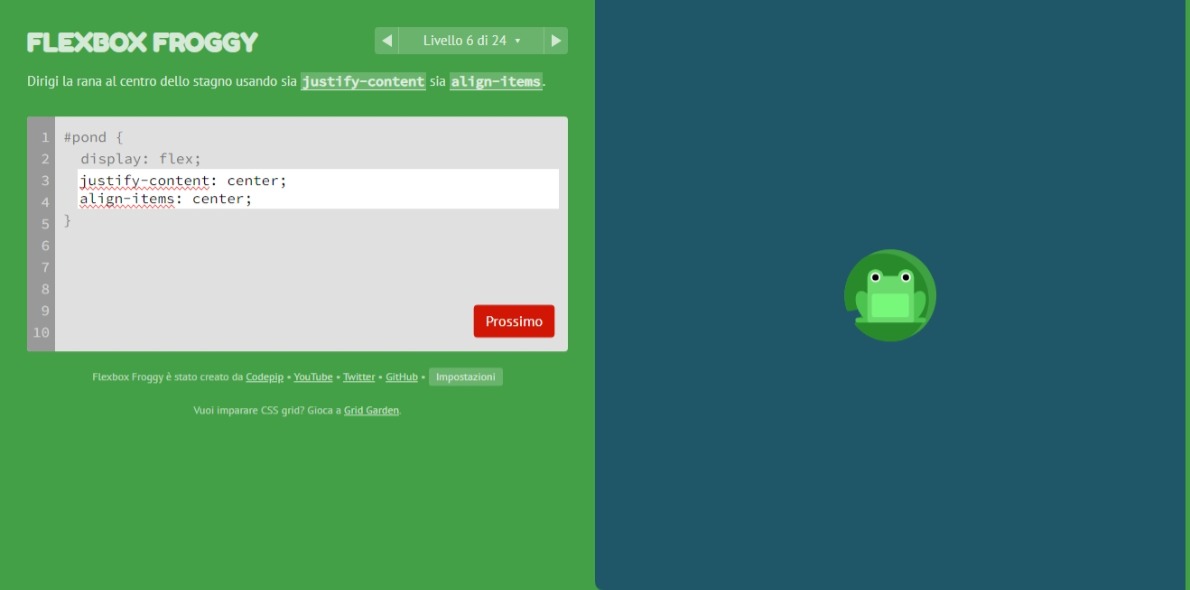 FLEXBOX FROGGY
◀ Livello 6 di 24 ▾ ▶
Dirigi la rana al centro dello stagno usando sia justify-content sia align-items.
1 #pond {
2 display: flex;
3 justify-content: center;
4 align-items: center;
5 }
6
7
8
9
10
Prossimo
Flexbox Froggy è stato creato da Codepip • YouTube • Twitter • GitHub • Impostazioni
Vuoi imparare CSS grid? Gioca a Grid Garden.